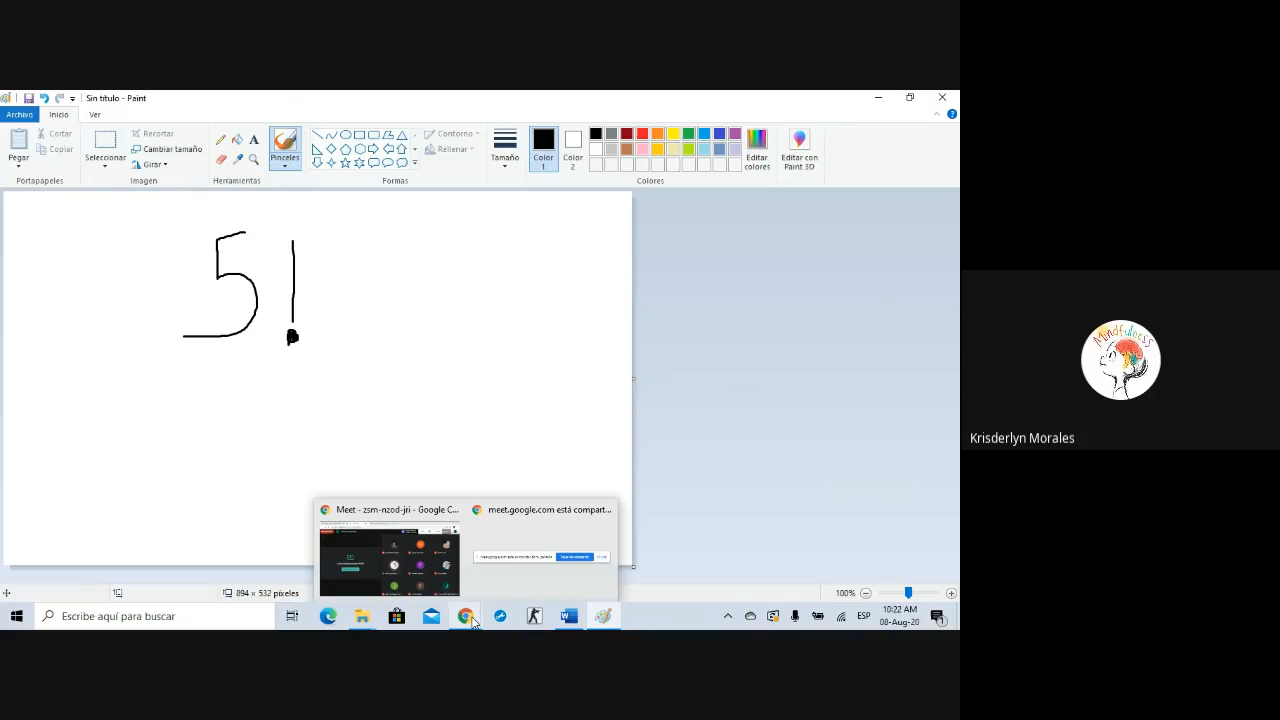 Sin título - Paint
Archivo Inicio Ver
Pegar
Cortar
Copiar
Portapapeles
Seleccionar
Recortar
Cambiar tamaño
Girar
Imagen
A
Herramientas
Pinceles
Contorno
Rellenar
Formas
Tamaño
Color 1
Color 2
Editar colores
Colores
Editar con Paint 3D
5!
Mindfulness
Krisderlyn Morales
Meet - zsm-nzod-jri - Google C...
meet.google.com está compart...
894 × 532 píxeles
100%
Escribe aquí para buscar
ESP
10:22 AM
08-Aug-20
1